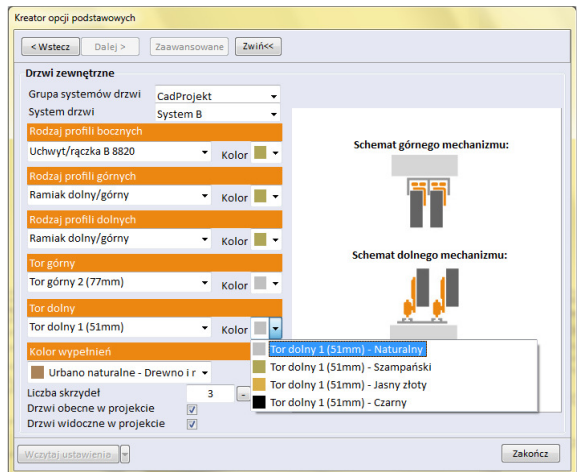 Kreator opcji podstawowych
< Wstecz Dalej > Zaawansowane Zwiń<<
Drzwi zewnętrzne
Grupa systemów drzwi CadProjekt
System drzwi System B
Rodzaj profili bocznych
Uchwyt/rączka B 8820 Kolor
Rodzaj profili górnych
Ramiak dolny/górny Kolor
Rodzaj profili dolnych
Ramiak dolny/górny Kolor
Tor górny
Tor górny 2 (77mm) Kolor
Tor dolny
Tor dolny 1 (51mm) Kolor
Kolor wypełnień
Urbano naturalne - Drewno i r
Liczba skrzydeł 3 -
Drzwi obecne w projekcie
Drzwi widoczne w projekcie
Tor dolny 1 (51mm) - Naturalny
Tor dolny 1 (51mm) - Szampański
Tor dolny 1 (51mm) - Jasny złoty
Tor dolny 1 (51mm) - Czarny
Schemat górnego mechanizmu:
Schemat dolnego mechanizmu:
Wczytaj ustawienia
Zakończ